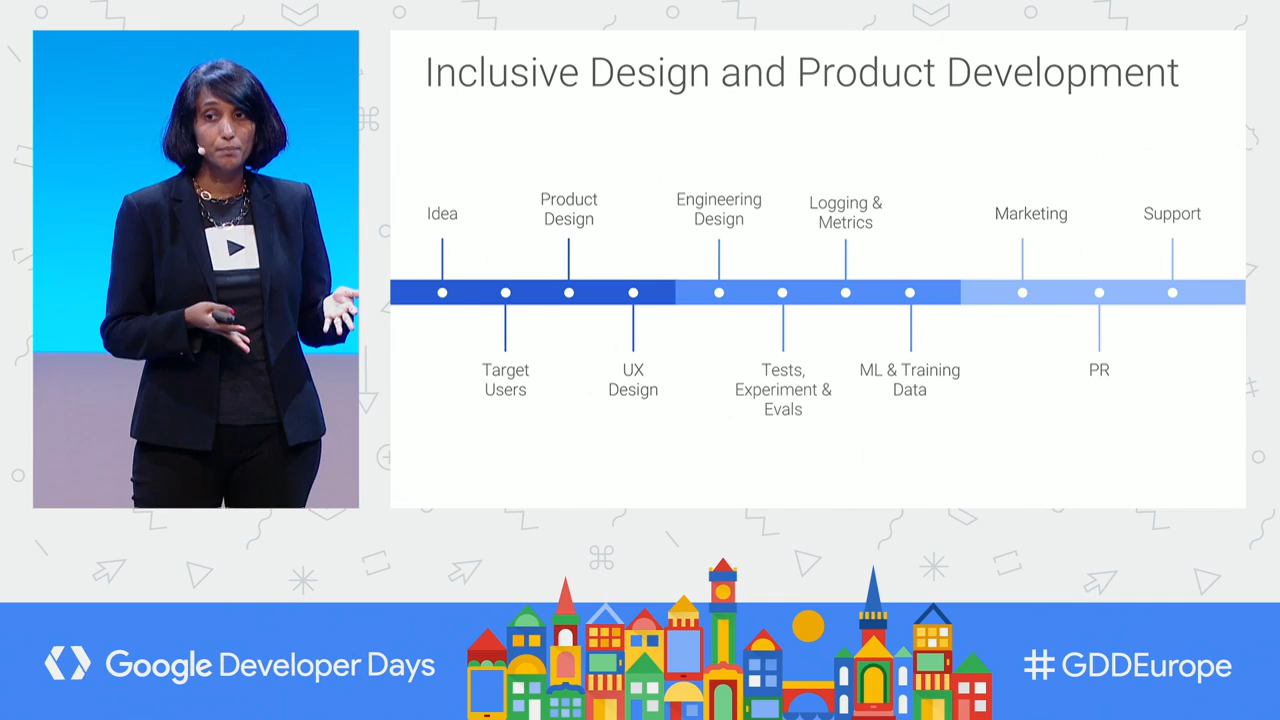 Inclusive Design and Product Development
Idea
Product
Design
Engineering
Design
Logging &
Metrics
Marketing
Support
Target
Users
UX
Design
Tests,
Experiment &
Evals
ML & Training
Data
PR
Google Developer Days
#GDDEurope